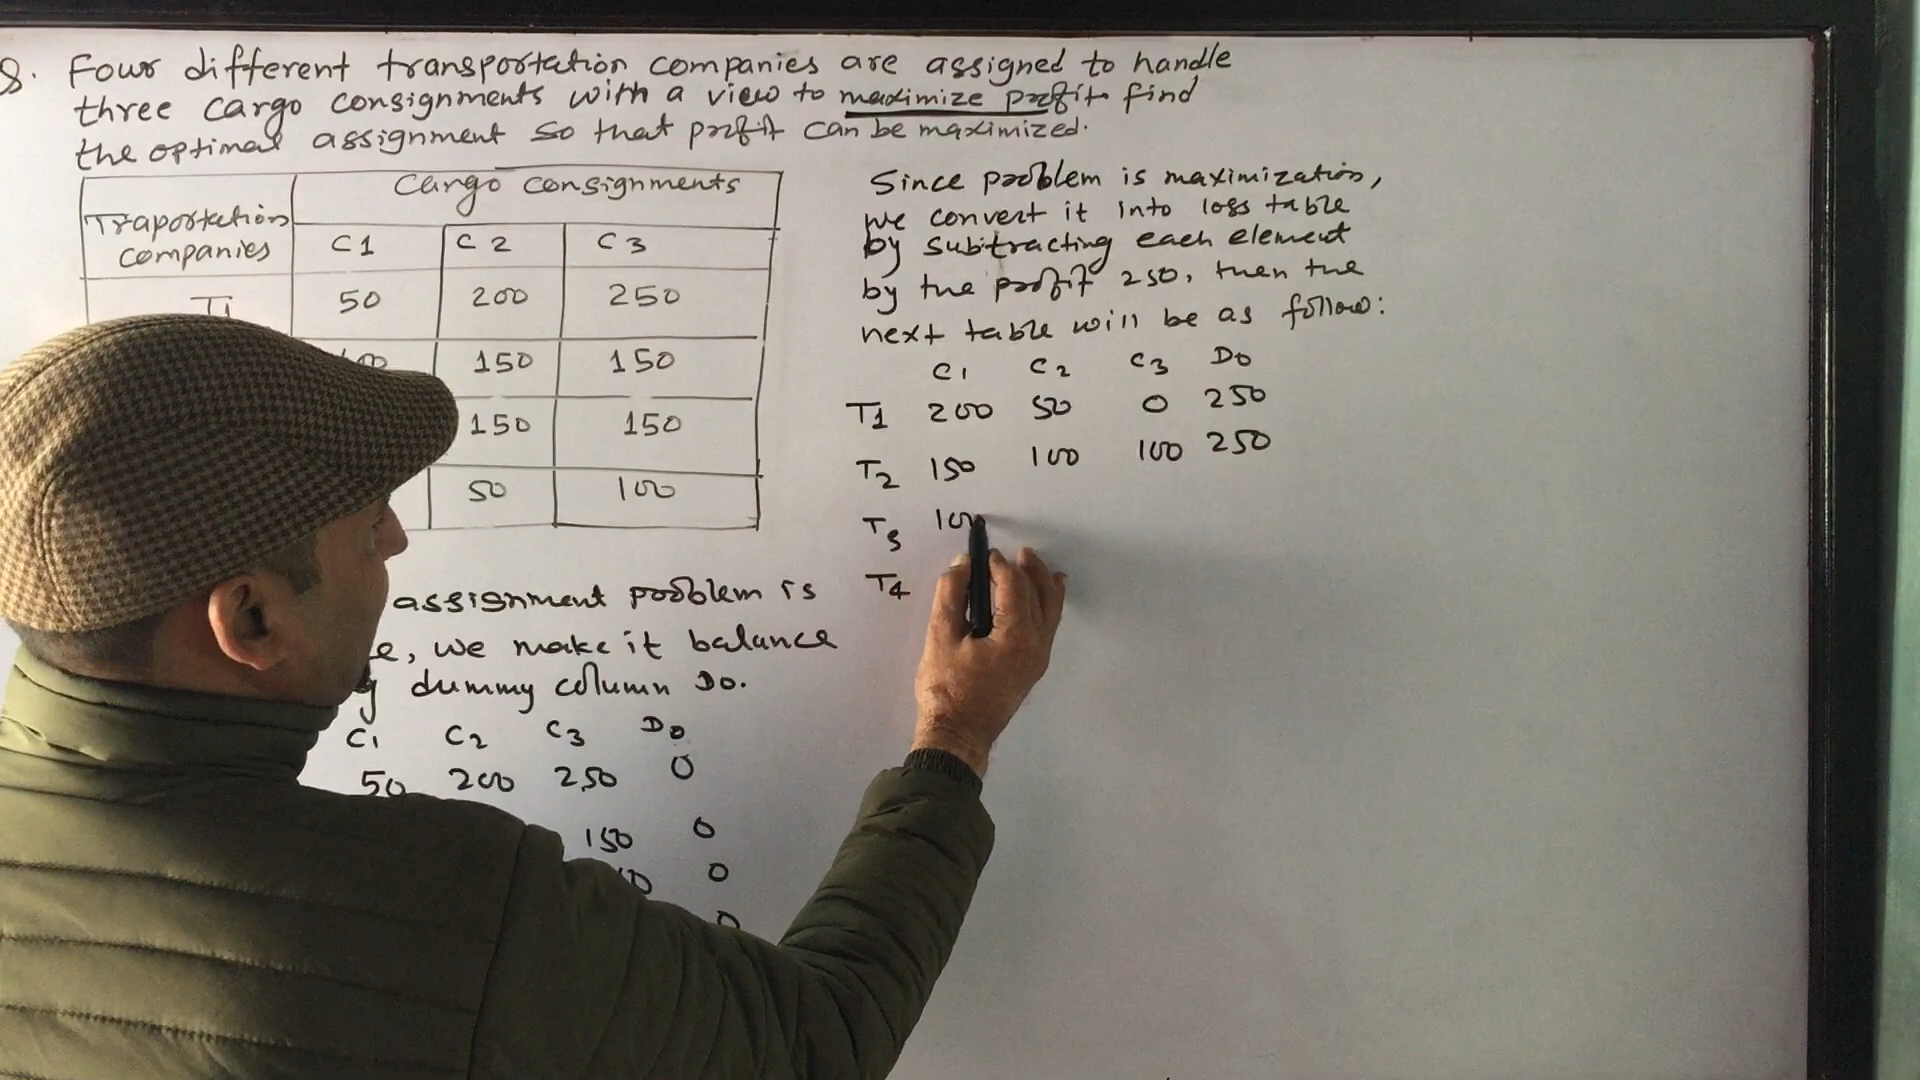 8. Four different transportation companies are assigned to handle
three cargo consignments with a view to maximize profit find
the optimal assignment so that profit can be maximized.
Traportation companies
Cargo consignments
C1 C2 C3
T1 50 200 250
150 150
150 150
50 100
assignment problem is
we make it balance
dummy column Do.
C1 C2 C3 Do
50 200 250 0
150 0
0
Since problem is maximization,
we convert it into loss table
by subtracting each element
by the profit 250, then the
next table will be as follow:
C1 C2 C3 Do
T1 200 50 0 250
T2 150 100 100 250
T3 100
T4